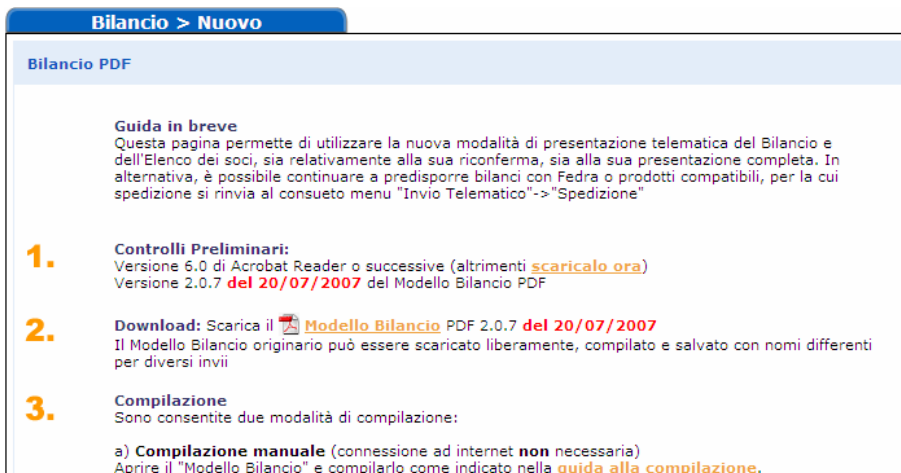 Bilancio > Nuovo
Bilancio PDF
Guida in breve
Questa pagina permette di utilizzare la nuova modalità di presentazione telematica del Bilancio e
dell'Elenco dei soci, sia relativamente alla sua riconferma, sia alla sua presentazione completa. In
alternativa, è possibile continuare a predisporre bilanci con Fedra o prodotti compatibili, per la cui
spedizione si rinvia al consueto menu "Invio Telematico"->"Spedizione"
1. Controlli Preliminari:
Versione 6.0 di Acrobat Reader o successive (altrimenti scaricalo ora)
Versione 2.0.7 del 20/07/2007 del Modello Bilancio PDF
2. Download: Scarica il Modello Bilancio PDF 2.0.7 del 20/07/2007
Il Modello Bilancio originario può essere scaricato liberamente, compilato e salvato con nomi differenti
per diversi invii
3. Compilazione
Sono consentite due modalità di compilazione:
a) Compilazione manuale (connessione ad internet non necessaria)
Aprire il "Modello Bilancio" e compilarlo come indicato nella guida alla compilazione.